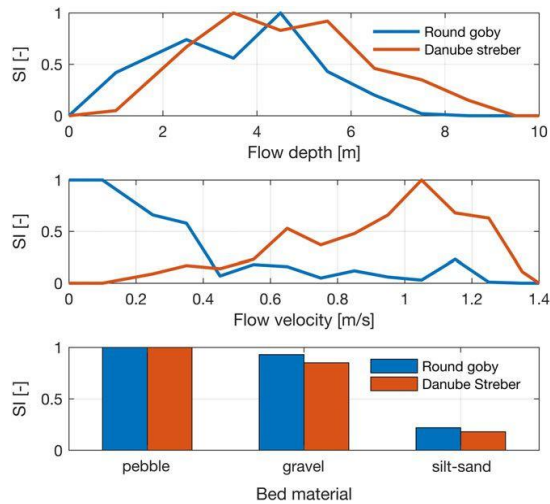 1
0.5
0
SI [-]
Round goby
Danube streber
0 2 4 6 8 10
Flow depth [m]
1
0.5
0
SI [-]
0 0.2 0.4 0.6 0.8 1 1.2 1.4
Flow velocity [m/s]
1
0.5
0
SI [-]
Round goby
Danube Streber
pebble gravel silt-sand
Bed material